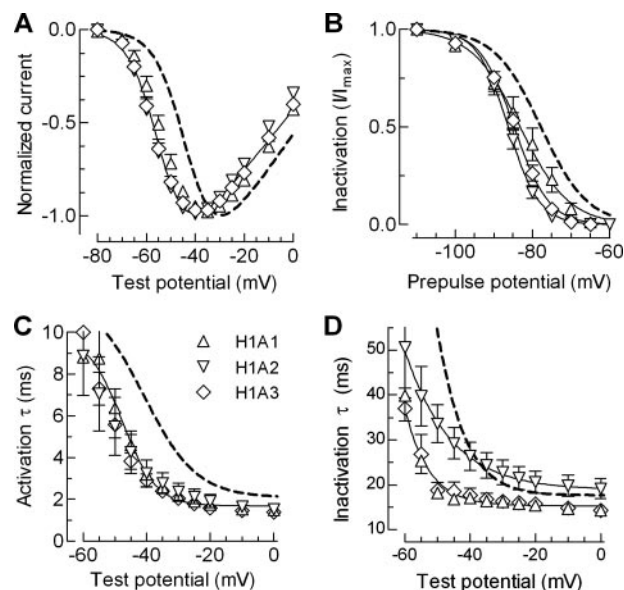 A
B
Normalized current
0.0
-0.5
-1.0
-80 -60 -40 -20 0
Test potential (mV)
Inactivation (I/Imax)
1.0
0.5
0.0
-100 -80 -60
Prepulse potential (mV)
C
D
Activation τ (ms)
10
8
6
4
2
0
H1A1
H1A2
H1A3
-60 -40 -20 0
Test potential (mV)
Inactivation τ (ms)
50
40
30
20
10
-60 -40 -20 0
Test potential (mV)